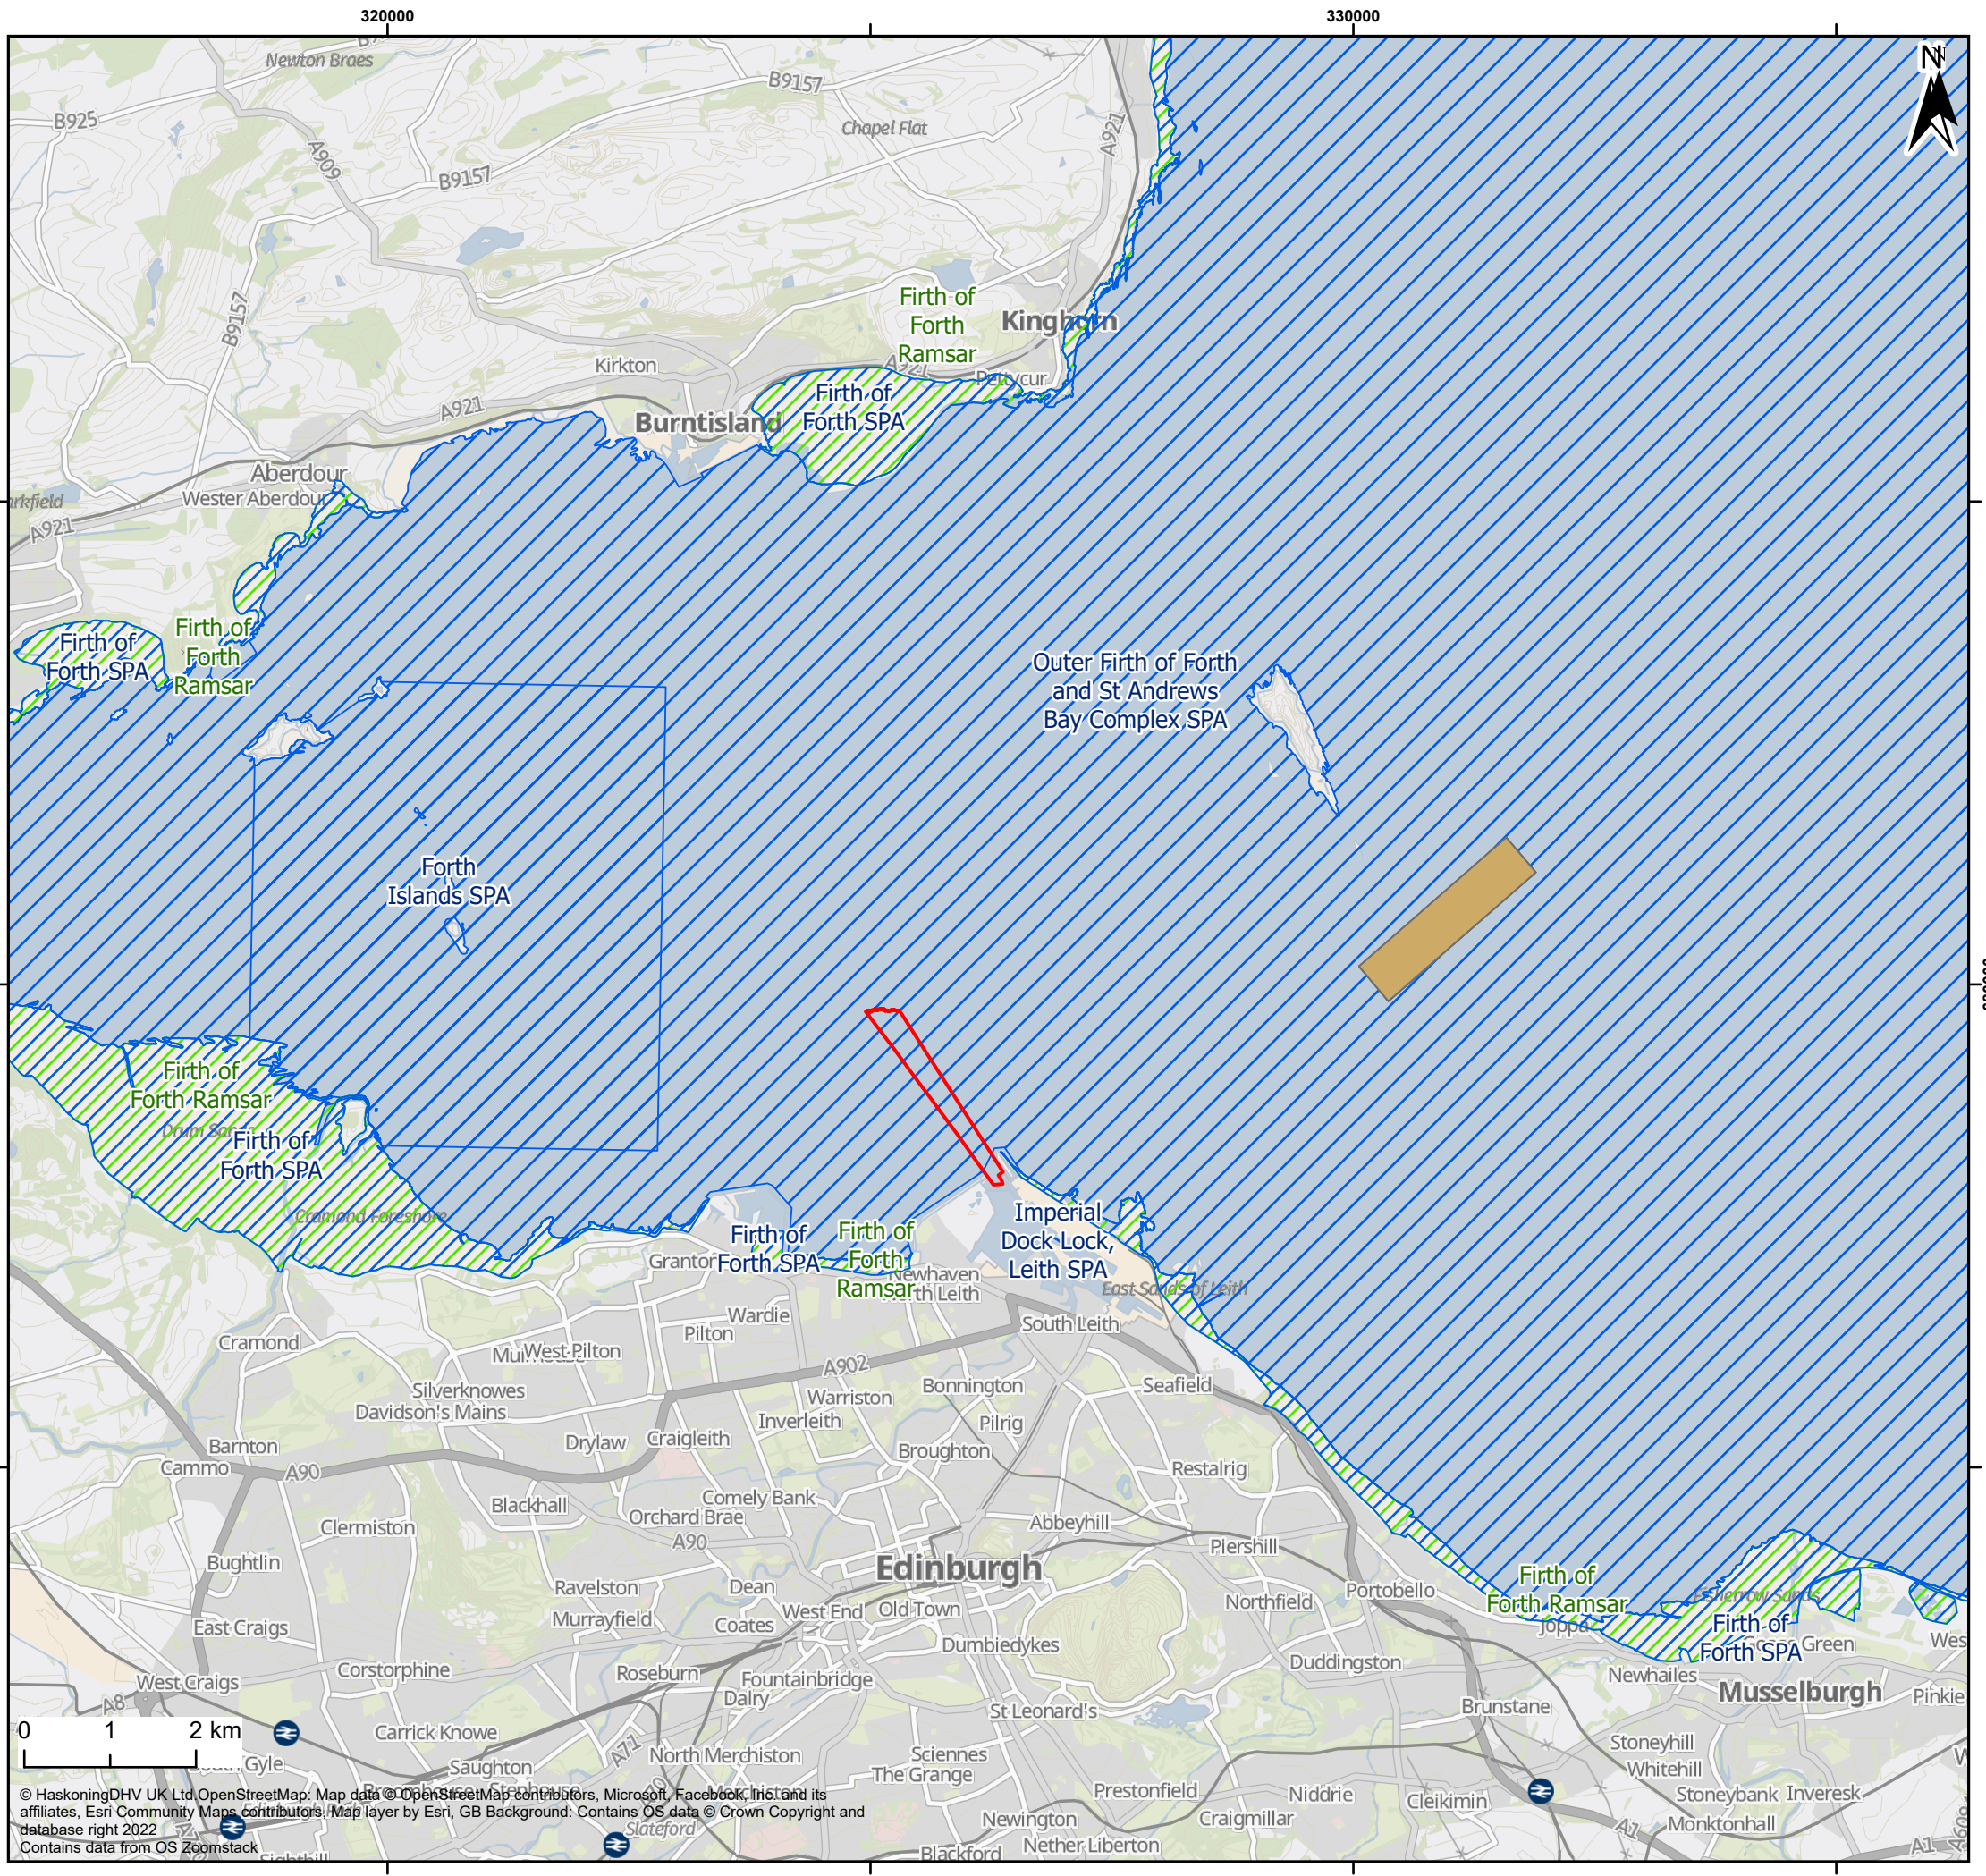 320000
330000
N
Newton Braes
B9157
B925
Chapel Flat
A909
A921
B9157
B9157
Firth of
Forth
Ramsar
Kinghorn
Kirkton
A921
Pettycur
Firth of
Forth SPA
A921
Burntisland
Aberdour
Wester Aberdour
A921
Firth of
Forth SPA
Firth of
Forth
Ramsar
Outer Firth of Forth
and St Andrews
Bay Complex SPA
Forth
Islands SPA
Firth of
Forth Ramsar
Firth of
Forth SPA
Cramond Foreshore
Imperial
Dock Lock,
Leith SPA
Firth of
Forth SPA
Firth of
Forth
Ramsar
Newhaven
East Sands of Leith
Wardie
Pilton
South Leith
Cramond
West Pilton
A902
Silverknowes
Davidson's Mains
Warriston
Bonnington
Seafield
Inverleith
Pilrig
Drylaw
Craigleith
Broughton
Barnton
Cammo
A90
Restalrig
Blackhall
Comely Bank
Orchard Brae
A90
Clermiston
Abbeyhill
Piershill
Bughtlin
Edinburgh
Ravelston
Dean
Murrayfield
West End
Old Town
Coates
Northfield
Portobello
Firth of
Forth Ramsar
Fisherrow Sands
Firth of
Forth SPA
Joppa
Green
East Craigs
Dumbiedykes
Corstorphine
Roseburn
Fountainbridge
Duddingston
Newhailes
West Craigs
Dalry
St Leonard's
Brunstane
Musselburgh
Pinkie
A8
Carrick Knowe
A71
North Merchiston
Sciennes
The Grange
Stoneyhill
Whitehill
Saughton
Prestonfield
Niddrie
Cleikimin
Stoneybank
Inveresk
Newington
Craigmillar
A1
Monktonhall
Slateford
Blackford
Nether Liberton
A1
0 1 2 km
© HaskoningDHV UK Ltd,OpenStreetMap: Map data © OpenStreetMap contributors, Microsoft, Facebook, Inc. and its
affiliates, Esri Community Maps contributors, Map layer by Esri, GB Background: Contains OS data © Crown Copyright and
database right 2022
Contains data from OS Zoomstack